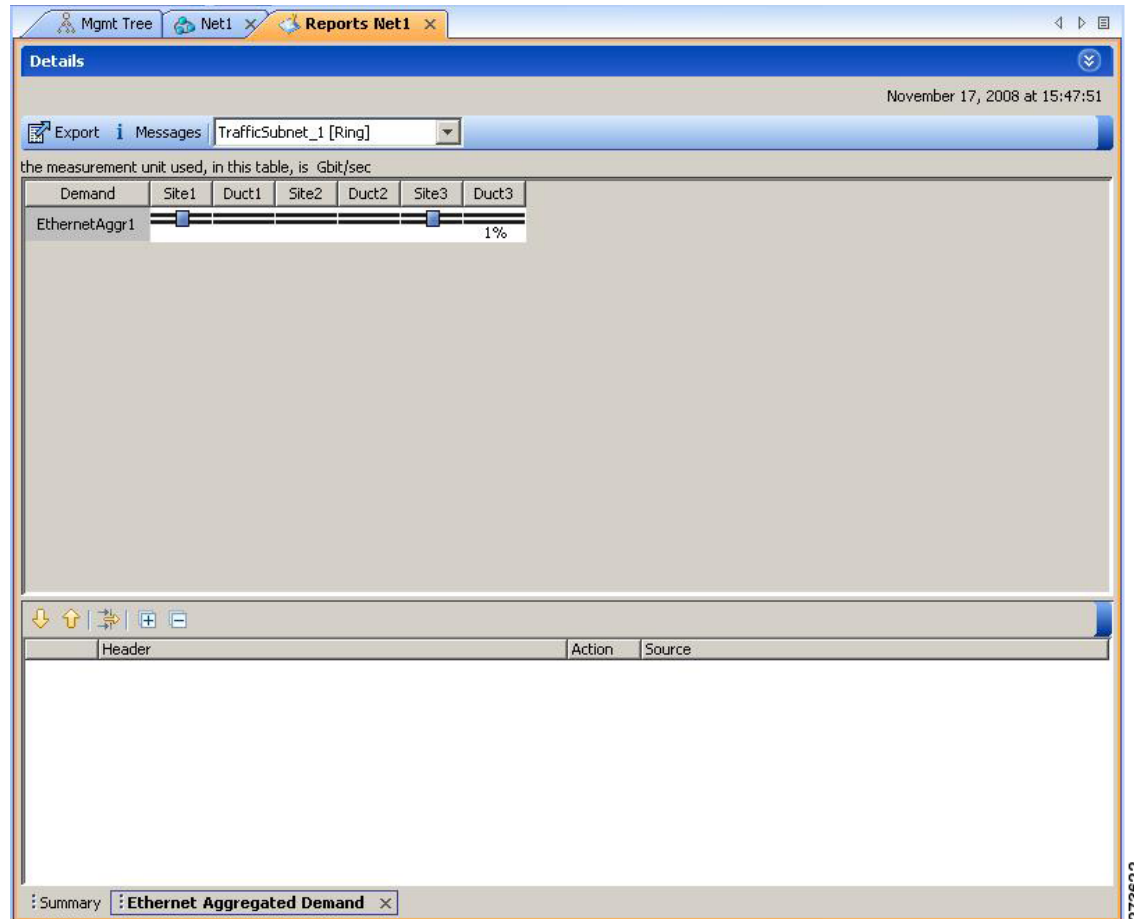 Mgmt Tree Net1 Reports Net1
Details
November 17, 2008 at 15:47:51
Export i Messages TrafficSubnet_1 [Ring]
the measurement unit used, in this table, is Gbit/sec
Demand Site1 Duct1 Site2 Duct2 Site3 Duct3
EthernetAggr1
1%
Header Action Source
Summary Ethernet Aggregated Demand